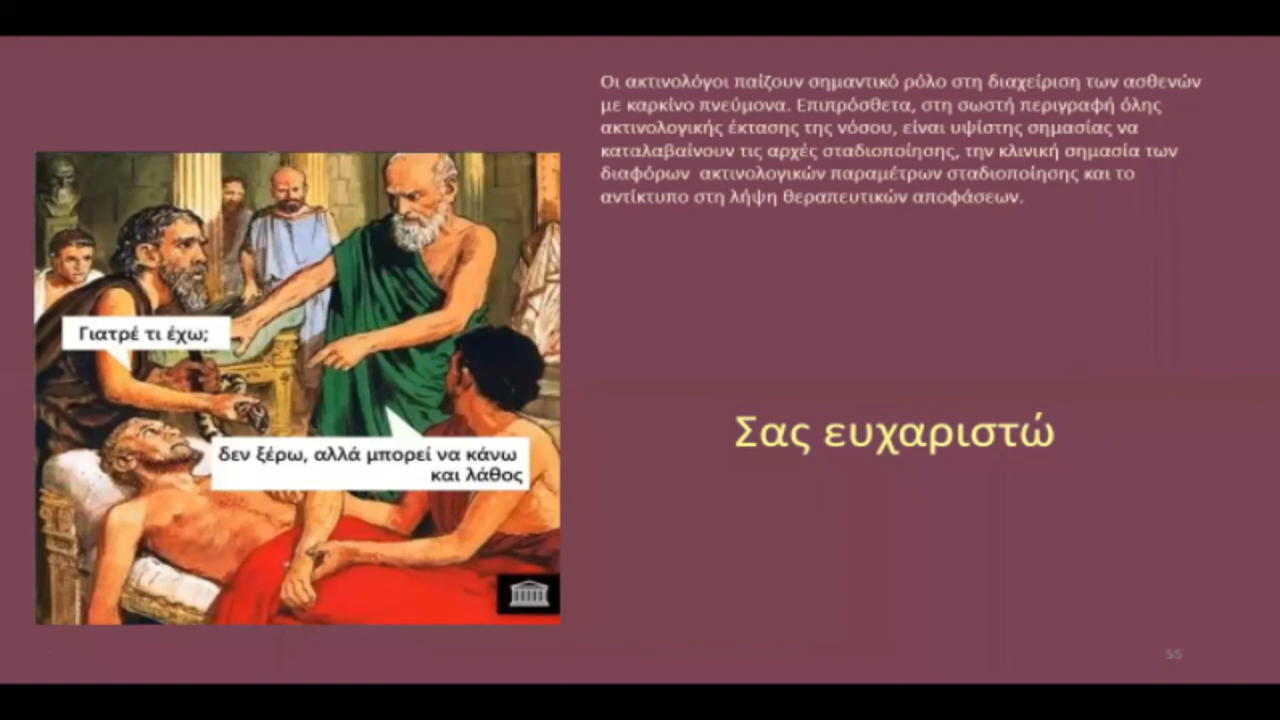 Οι ακτινολόγοι παίζουν σημαντικό ρόλο στη διαχείριση των ασθενών
με καρκίνο πνεύμονα. Επιπρόσθετα, στη σωστή περιγραφή όλης
ακτινολογικής έκτασης της νόσου, είναι υψίστης σημασίας να
καταλαβαίνουν τις αρχές σταδιοποίησης, την κλινική σημασία των
διαφόρων ακτινολογικών παραμέτρων σταδιοποίησης και το
αντίκτυπο στη λήψη θεραπευτικών αποφάσεων.
Γιατρέ τι έχω;
δεν ξέρω, αλλά μπορεί να κάνω
και λάθος
Σας ευχαριστώ
55